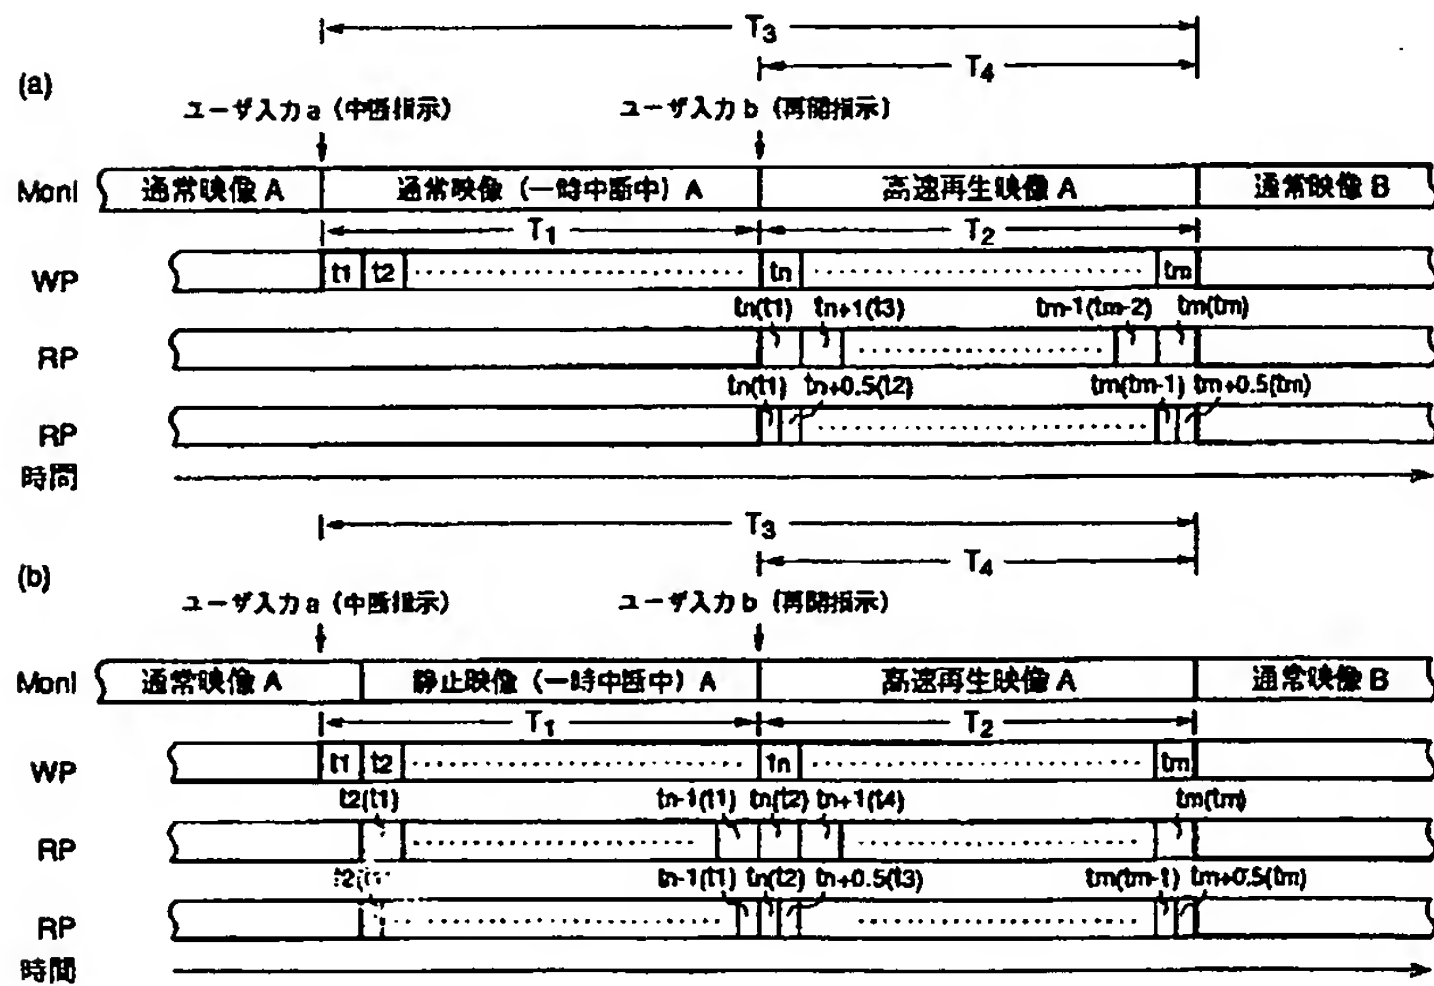 T3
T4
(a)
ユーザ入力 a (中断指示) ユーザ入力 b (再開指示)
Moni 通常映像 A 通常映像 (一時中断中) A 高速再生映像 A 通常映像 B
T1 T2
WP t1 t2 tn tm
tn(t1) tn+1(t3) tm-1(tm-2) tm(tm)
RP
tn(t1) tn+0.5(t2) tm(tm-1) tm+0.5(tm)
RP
時間
T3
T4
(b)
ユーザ入力 a (中断指示) ユーザ入力 b (再開指示)
Moni 通常映像 A 静止映像 (一時中断中) A 高速再生映像 A 通常映像 B
T1 T2
WP t1 t2 tn tm
t2(t1) tn-1(t1) tn(t2) tn+1(t4) tm(tm)
RP
tn-1(t1) tn(t2) tn+0.5(t3) tm(tm-1) tm+0.5(tm)
RP
時間